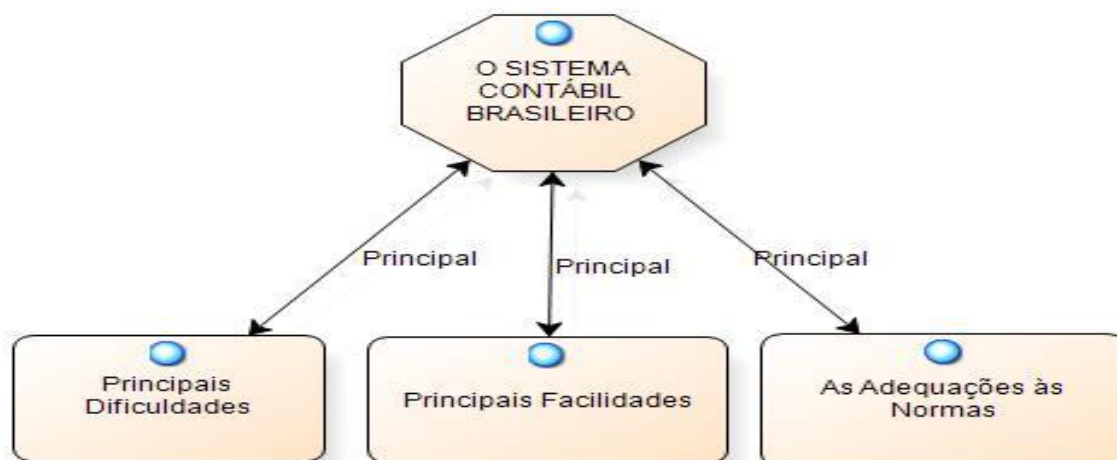 O SISTEMA
CONTÁBIL
BRASILEIRO
Principal
Principal
Principal
Principais
Dificuldades
Principais Facilidades
As Adequações às
Normas